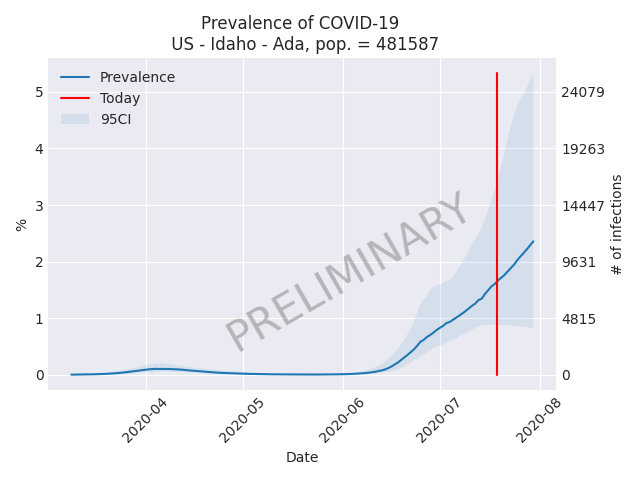 Prevalence of COVID-19
US - Idaho - Ada, pop. = 481587
Prevalence
Today
95CI
5
4
3
2
1
0
%
24079
19263
14447
9631
4815
0
# of infections
PRELIMINARY
2020-04
2020-05
2020-06
2020-07
2020-08
Date